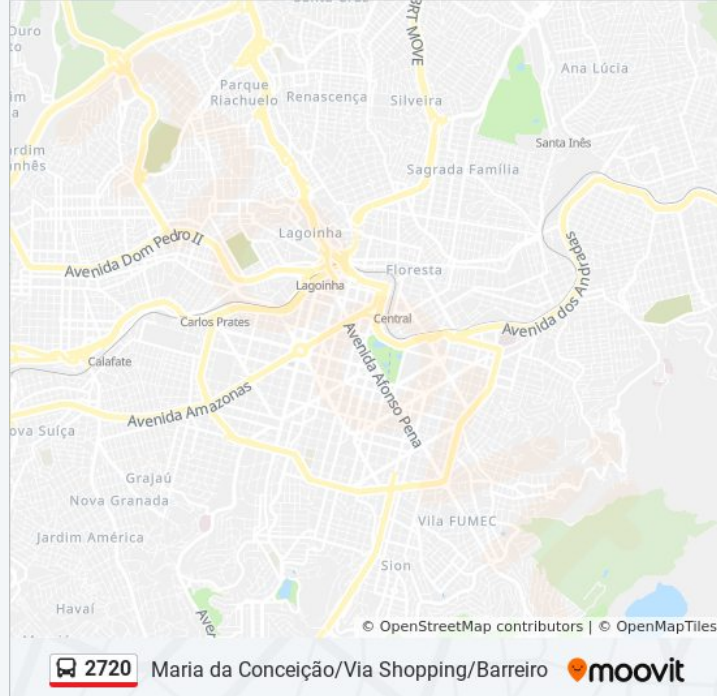 BRT MOVE
Ana Lúcia
Parque
Riachuelo
Renascença
Silveira
Santa Inês
Sagrada Família
Lagoinha
Avenida Dom Pedro II
Floresta
Avenida dos Andradas
Lagoinha
Carlos Prates
Central
Calafate
Avenida Afonso Pena
Avenida Amazonas
ova Suíça
Grajaú
Nova Granada
Vila FUMEC
Jardim América
Sion
Havaí
© OpenStreetMap contributors | © OpenMapTiles
2720 Maria da Conceição/Via Shopping/Barreiro moovit